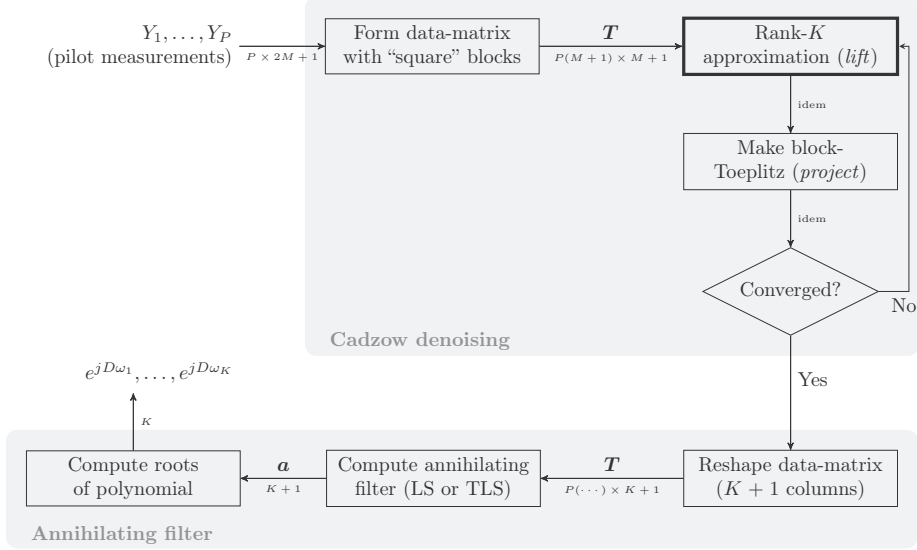 Y₁, …, Y_P
(pilot measurements)
P × 2M + 1
Form data-matrix
with “square” blocks
T
P(M + 1) × M + 1
Rank-K
approximation (lift)
idem
Make block-
Toeplitz (project)
idem
Converged?
No
Cadzow denoising
Yes
e^{jDω₁}, …, e^{jDω_K}
K
Compute roots
of polynomial
a
K + 1
Compute annihilating
filter (LS or TLS)
T
P(···) × K + 1
Reshape data-matrix
(K + 1 columns)
Annihilating filter